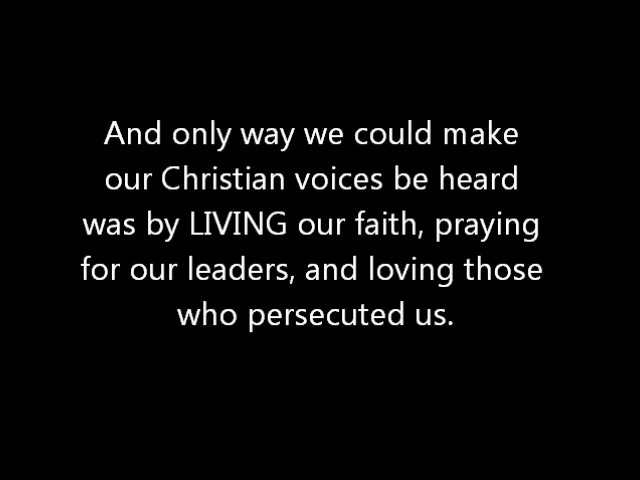 And only way we could make
our Christian voices be heard
was by LIVING our faith, praying
for our leaders, and loving those
who persecuted us.